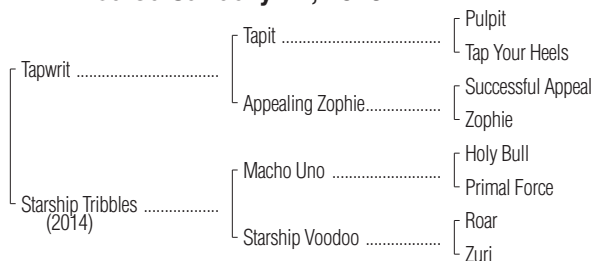 Pulpit
Tapit
Tap Your Heels
Tapwrit
Successful Appeal
Appealing Zophie
Zophie
Holy Bull
Macho Uno
Primal Force
Starship Tribbles
(2014)
Roar
Starship Voodoo
Zuri